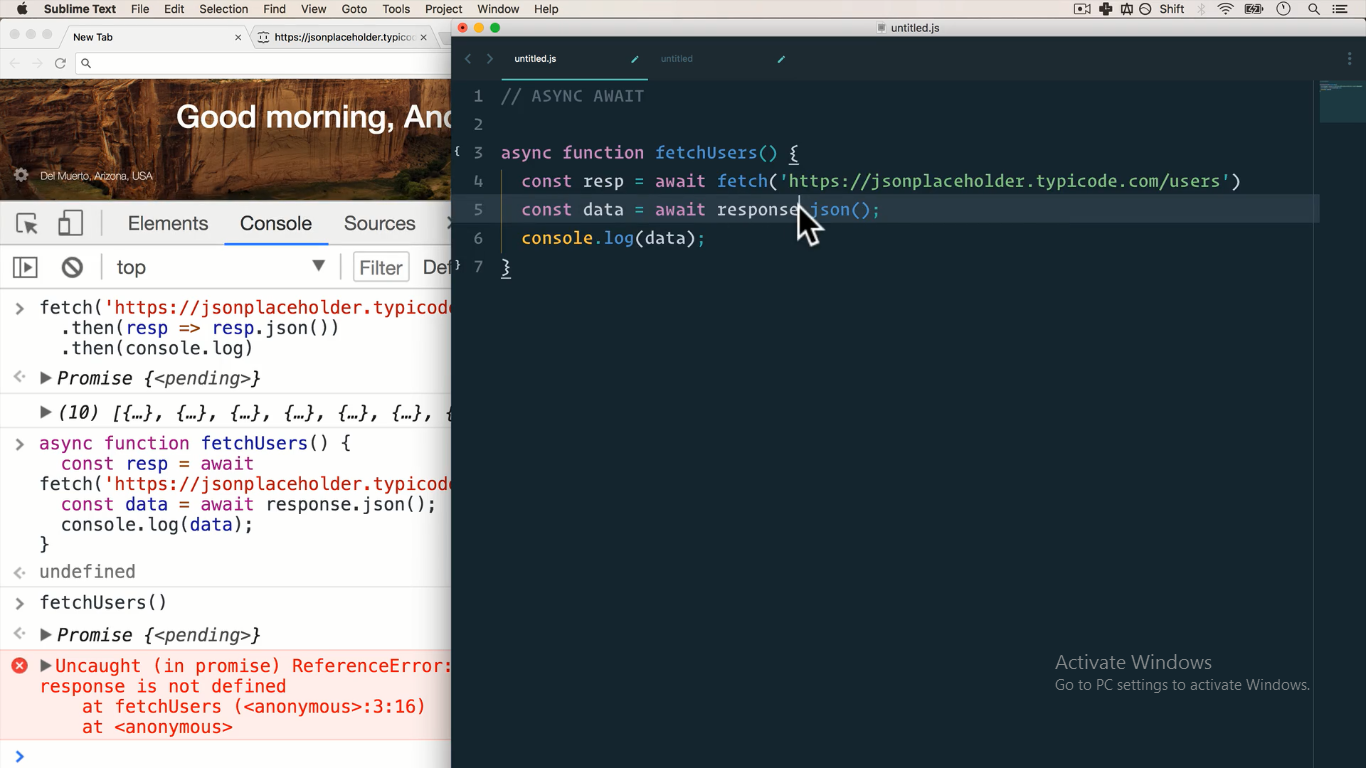 Sublime Text File Edit Selection Find View Goto Tools Project Window Help Shift
New Tab × https://jsonplaceholder.typico ×
Good morning, An
Del Muerto, Arizona, USA
Elements Console Sources
top ▼ Filter Def
> fetch('https://jsonplaceholder.typicod
.then(resp => resp.json())
.then(console.log)
Promise {<pending>}
(10) [{…}, {…}, {…}, {…}, {…}, {…}, {
> async function fetchUsers() {
const resp = await
fetch('https://jsonplaceholder.typicod
const data = await response.json();
console.log(data);
}
undefined
> fetchUsers()
Promise {<pending>}
Uncaught (in promise) ReferenceError:
response is not defined
at fetchUsers (<anonymous>:3:16)
at <anonymous>
>
untitled.js
untitled.js untitled
1 // ASYNC AWAIT
2
3 async function fetchUsers() {
4 const resp = await fetch('https://jsonplaceholder.typicode.com/users')
5 const data = await response.json();
6 console.log(data);
7 }
Activate Windows
Go to PC settings to activate Windows.